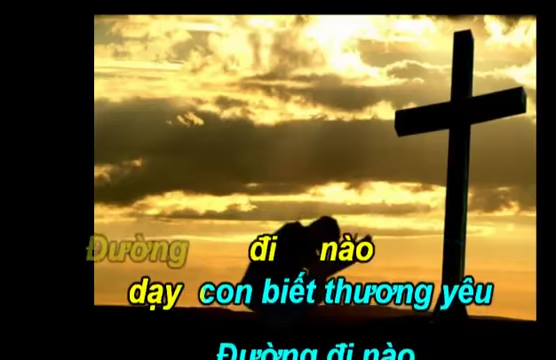 Đường đi nào
dạy con biết thương yêu
Đường đi nào